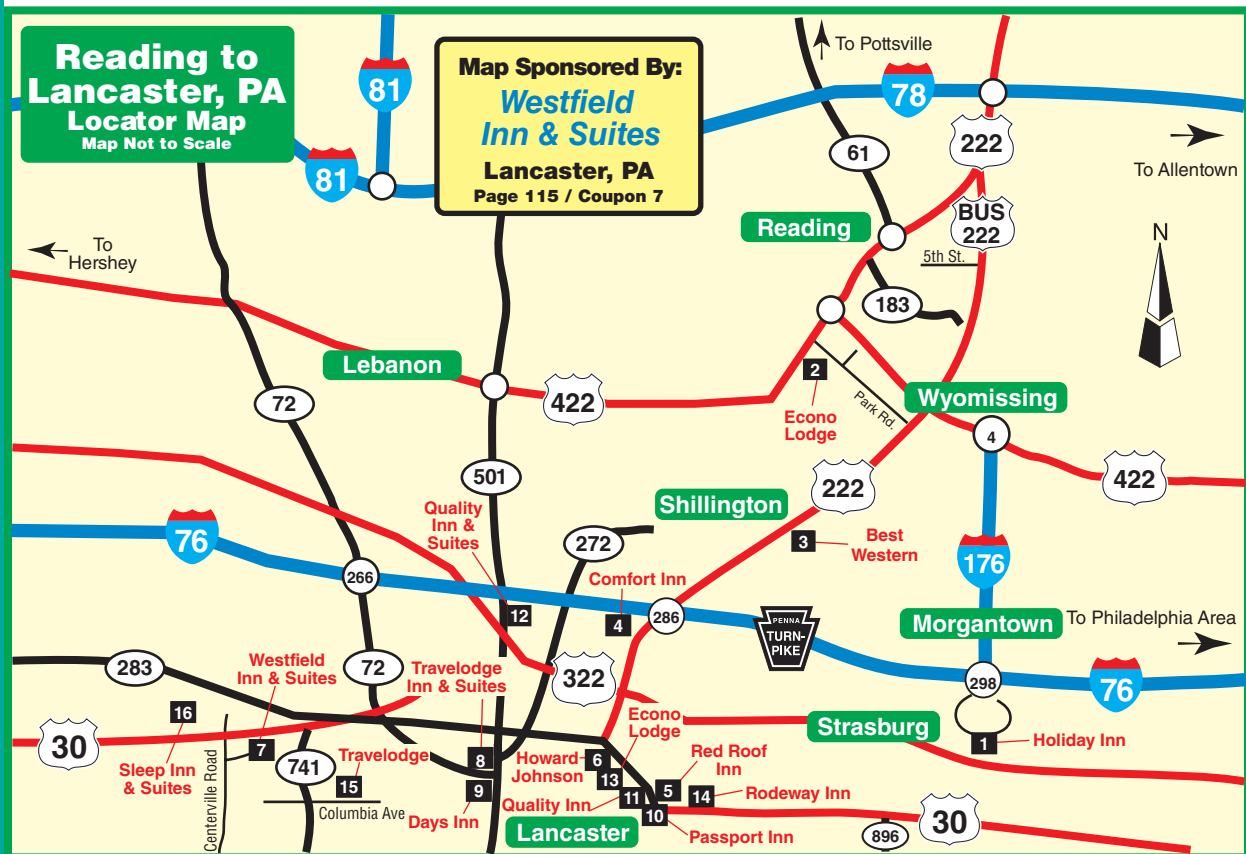 Reading to
Lancaster, PA
Locator Map
Map Not to Scale
81
Map Sponsored By:
Westfield
Inn & Suites
Lancaster, PA
Page 115 / Coupon 7
To Pottsville
78
61
222
To Allentown
81
BUS
222
Reading
5th St.
N
To
Hershey
183
Lebanon
422
72
2
Econo
Lodge
Park Rd.
Wyomissing
4
422
501
222
Shillington
Quality
Inn &
Suites
272
3
Best
Western
76
176
266
Comfort Inn
12
4
286
PENNA
TURN-
PIKE
Morgantown
To Philadelphia Area
283
Westfield
Inn & Suites
72
Travelodge
Inn & Suites
322
298
76
16
30
7
Sleep Inn
& Suites
Centerville Road
741
Travelodge
15
Columbia Ave
8
9
Days Inn
Howard
Johnson
6
Econo
Lodge
13
Quality Inn
11
Red Roof
Inn
5
14
Rodeway Inn
10
Passport Inn
Lancaster
Strasburg
1
Holiday Inn
896
30